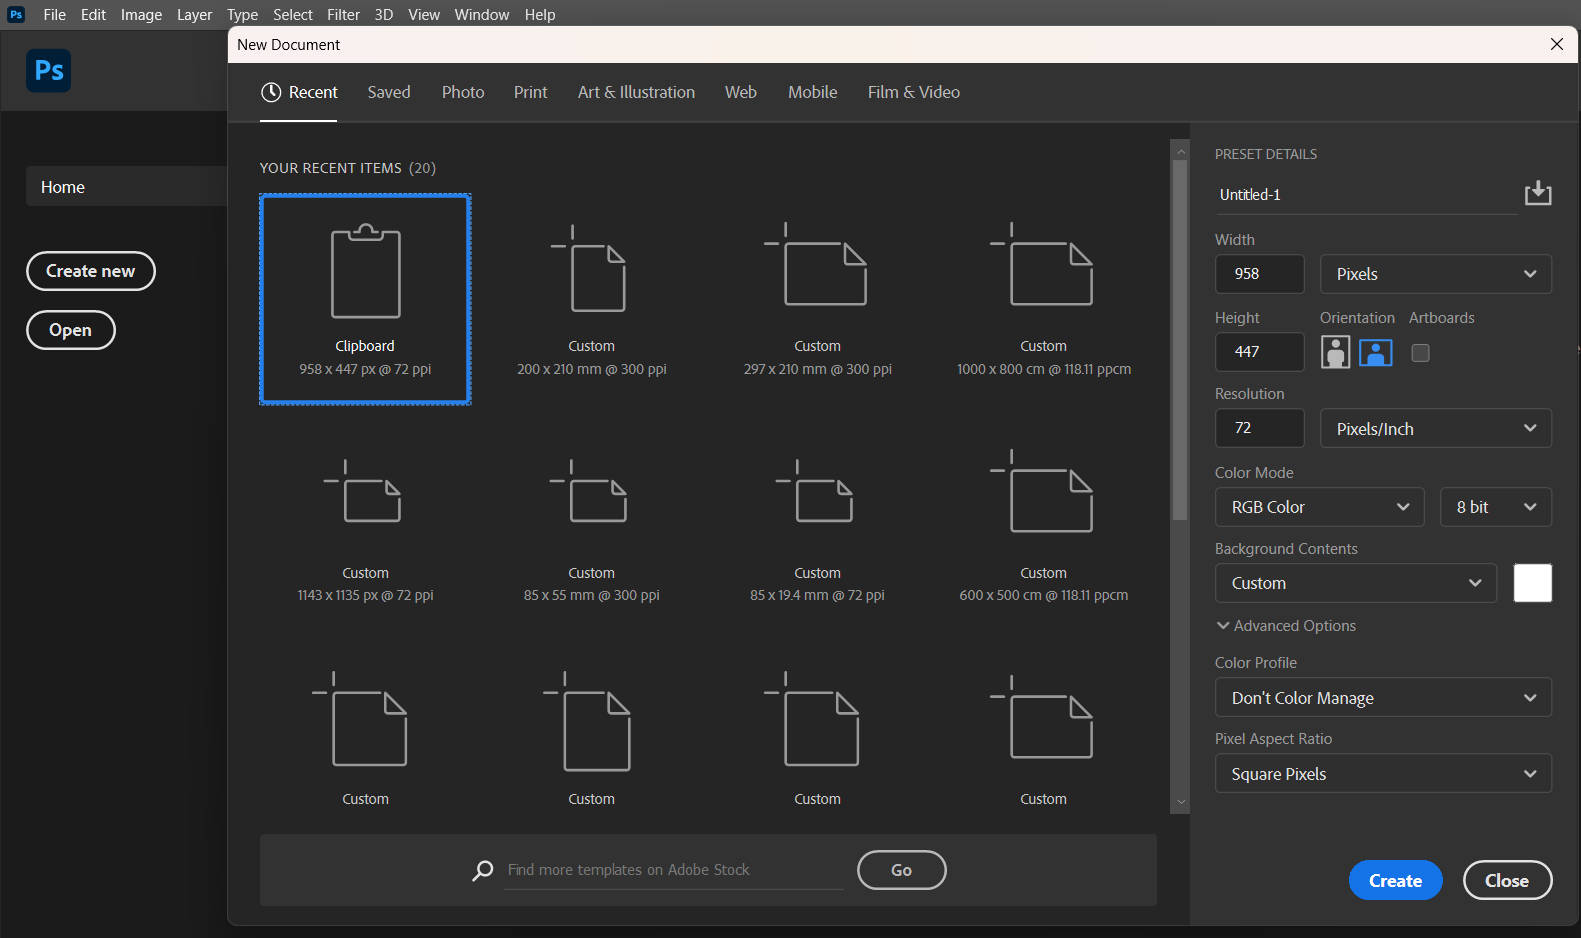 Ps File Edit Image Layer Type Select Filter 3D View Window Help
New Document
Ps
Recent Saved Photo Print Art & Illustration Web Mobile Film & Video
Home
Create new
Open
YOUR RECENT ITEMS (20)
Clipboard Custom Custom Custom
958 x 447 px @ 72 ppi 200 x 210 mm @ 300 ppi 297 x 210 mm @ 300 ppi 1000 x 800 cm @ 118.11 ppcm
Custom Custom Custom Custom
1143 x 1135 px @ 72 ppi 85 x 55 mm @ 300 ppi 85 x 19.4 mm @ 72 ppi 600 x 500 cm @ 118.11 ppcm
Custom Custom Custom Custom
Find more templates on Adobe Stock Go
PRESET DETAILS
Untitled-1
Width
958 Pixels
Height Orientation Artboards
447
Resolution
72 Pixels/Inch
Color Mode
RGB Color 8 bit
Background Contents
Custom
Advanced Options
Color Profile
Don't Color Manage
Pixel Aspect Ratio
Square Pixels
Create Close